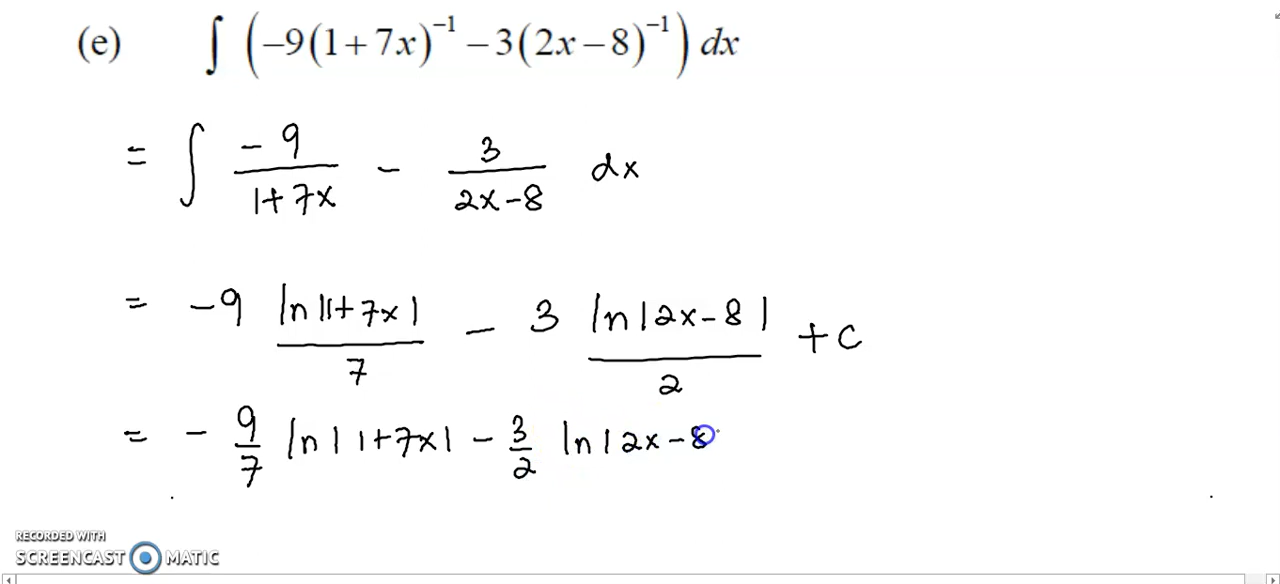 (e) ∫ (−9(1+7x)⁻¹ −3(2x−8)⁻¹) dx
= ∫ −9/(1+7x) − 3/(2x−8) dx
= −9 ln|1+7x|/7 − 3 ln|2x−8|/2 + c
= − 9/7 ln|1+7x| − 3/2 ln|2x−8
RECORDED WITH
SCREENCAST MATIC